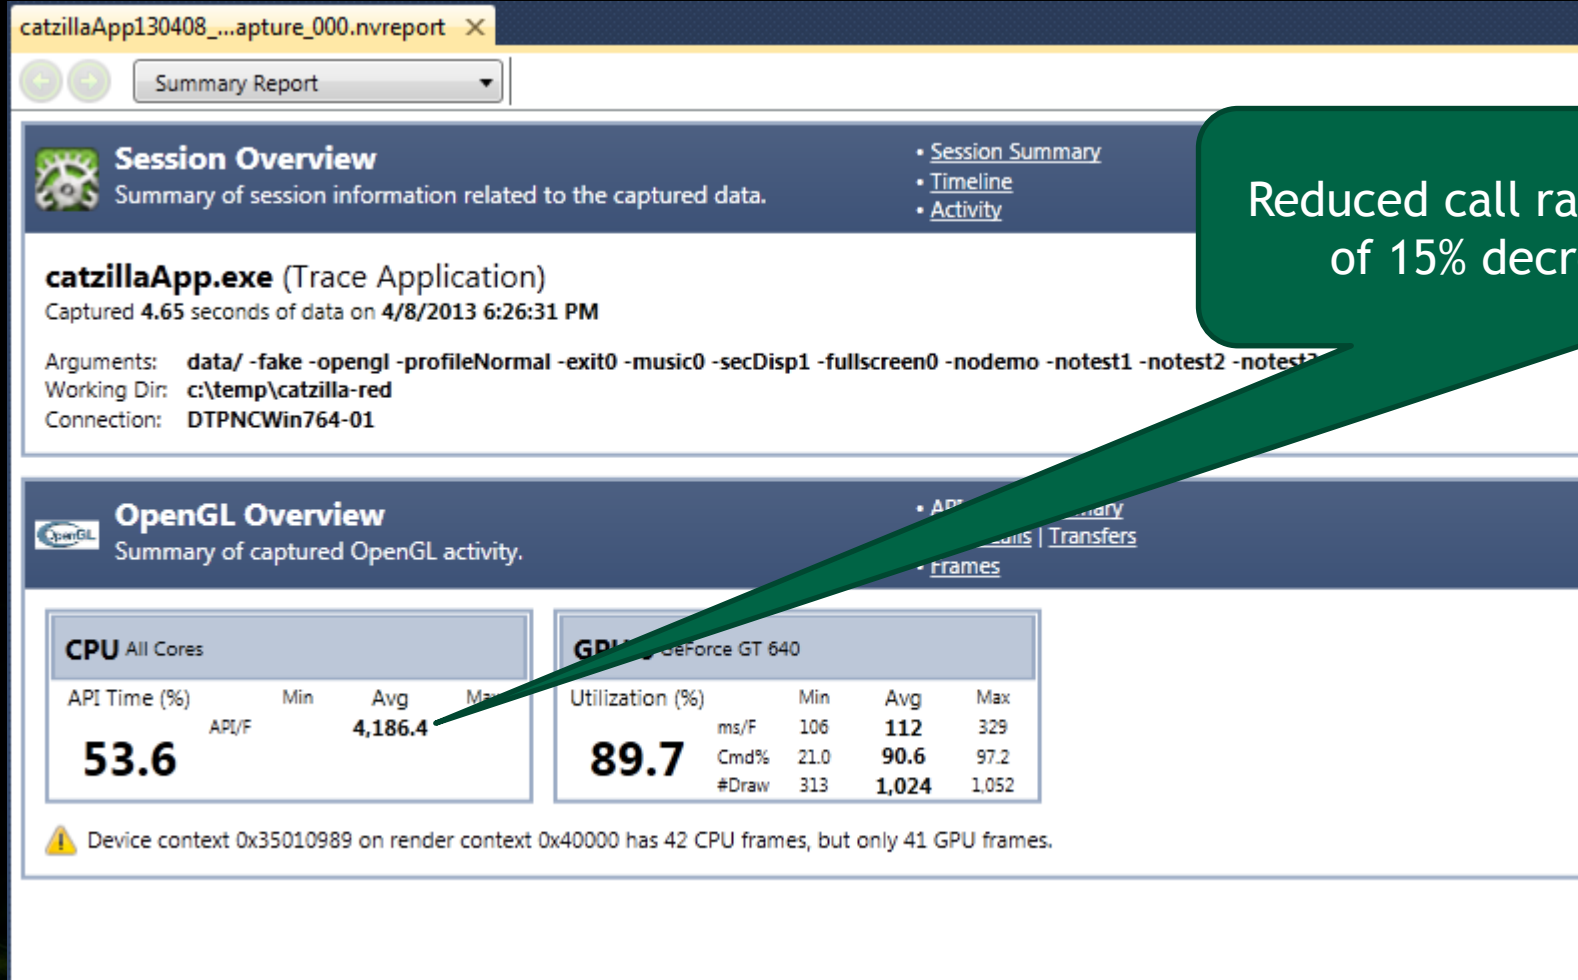 catzillaApp130408_...apture_000.nvreport
Summary Report
Session Overview
Summary of session information related to the captured data.
• Session Summary
• Timeline
• Activity
Reduced call
of 15%
catzillaApp.exe (Trace Application)
Captured 4.65 seconds of data on 4/8/2013 6:26:31 PM
Arguments: data/ -fake -opengl -profileNormal -exit0 -music0 -secDisp1 -fullscreen0 -nodemo -notest1 -notest2
Working Dir: c:\temp\catzilla-red
Connection: DTPNCWin764-01
OpenGL
OpenGL Overview
Summary of captured OpenGL activity.
| Transfers
• Frames
CPU All Cores
GeForce GT 640
API Time (%) Min Avg
API/F 4,186.4
53.6
Utilization (%) Min Avg Max
ms/F 106 112 329
89.7 Cmd% 21.0 90.6 97.2
#Draw 313 1,024 1,052
Device context 0x35010989 on render context 0x40000 has 42 CPU frames, but only 41 GPU frames.